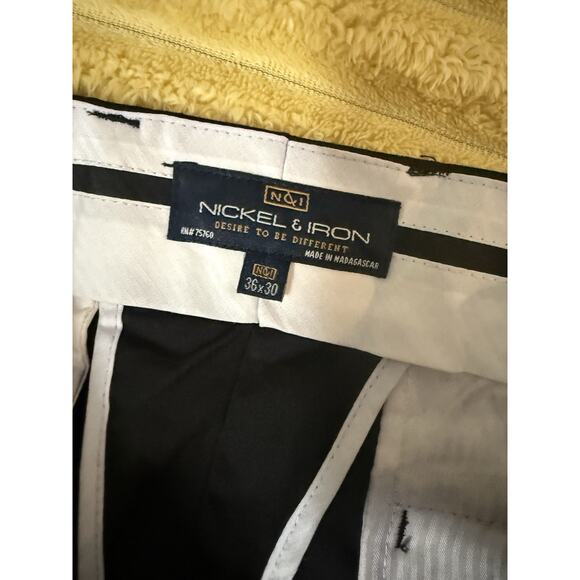 N&I
NICKEL & IRON
DESIRE TO BE DIFFERENT
RN# 75760
MADE IN MADAGASCAR
N&I
36x30